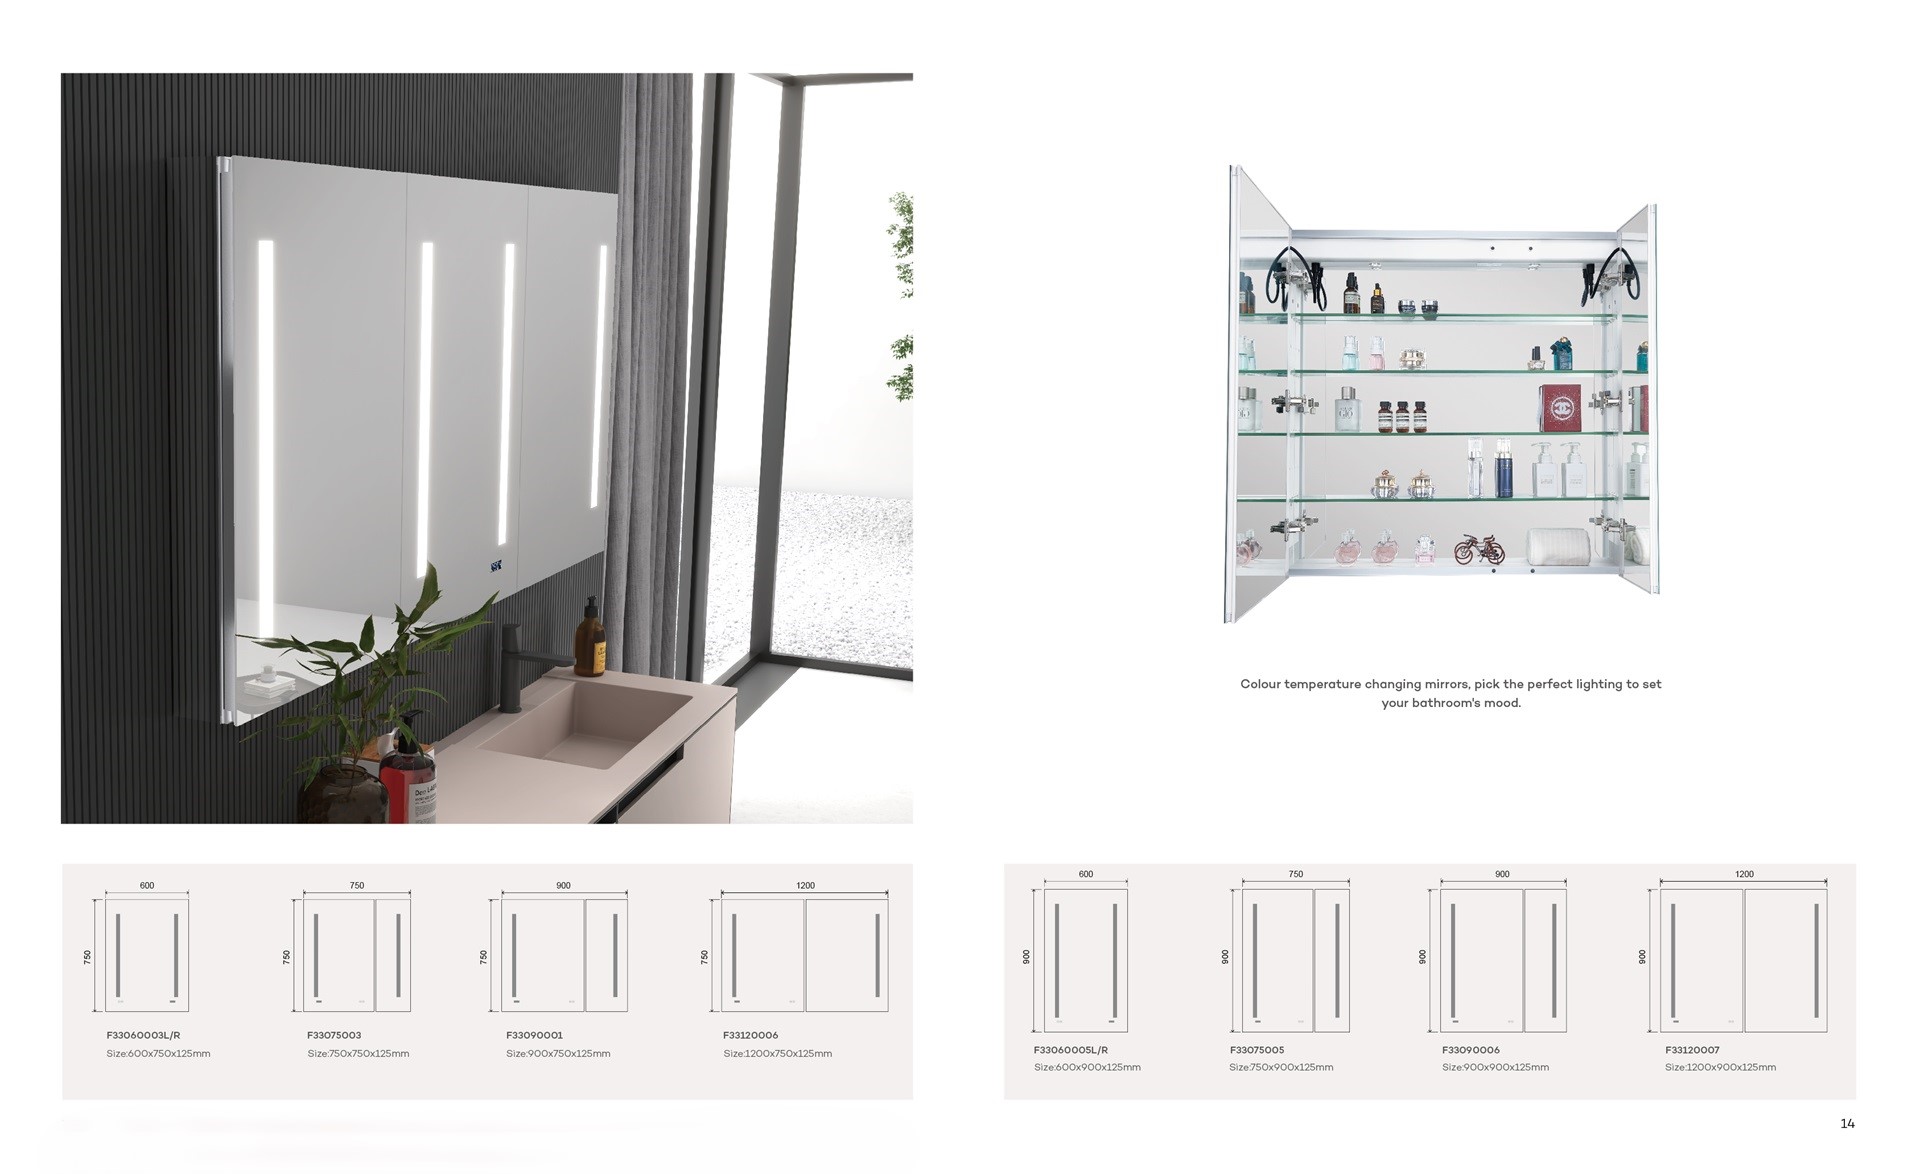 Colour temperature changing mirrors, pick the perfect lighting to set
your bathroom's mood.
600
750
900
1200
750
750
750
750
F33060003L/R
F33075003
F33090001
F33120006
Size:600x750x125mm
Size:750x750x125mm
Size:900x750x125mm
Size:1200x750x125mm
600
750
900
1200
900
900
900
900
F33060005L/R
F33075005
F33090006
F33120007
Size:600x900x125mm
Size:750x900x125mm
Size:900x900x125mm
Size:1200x900x125mm
14